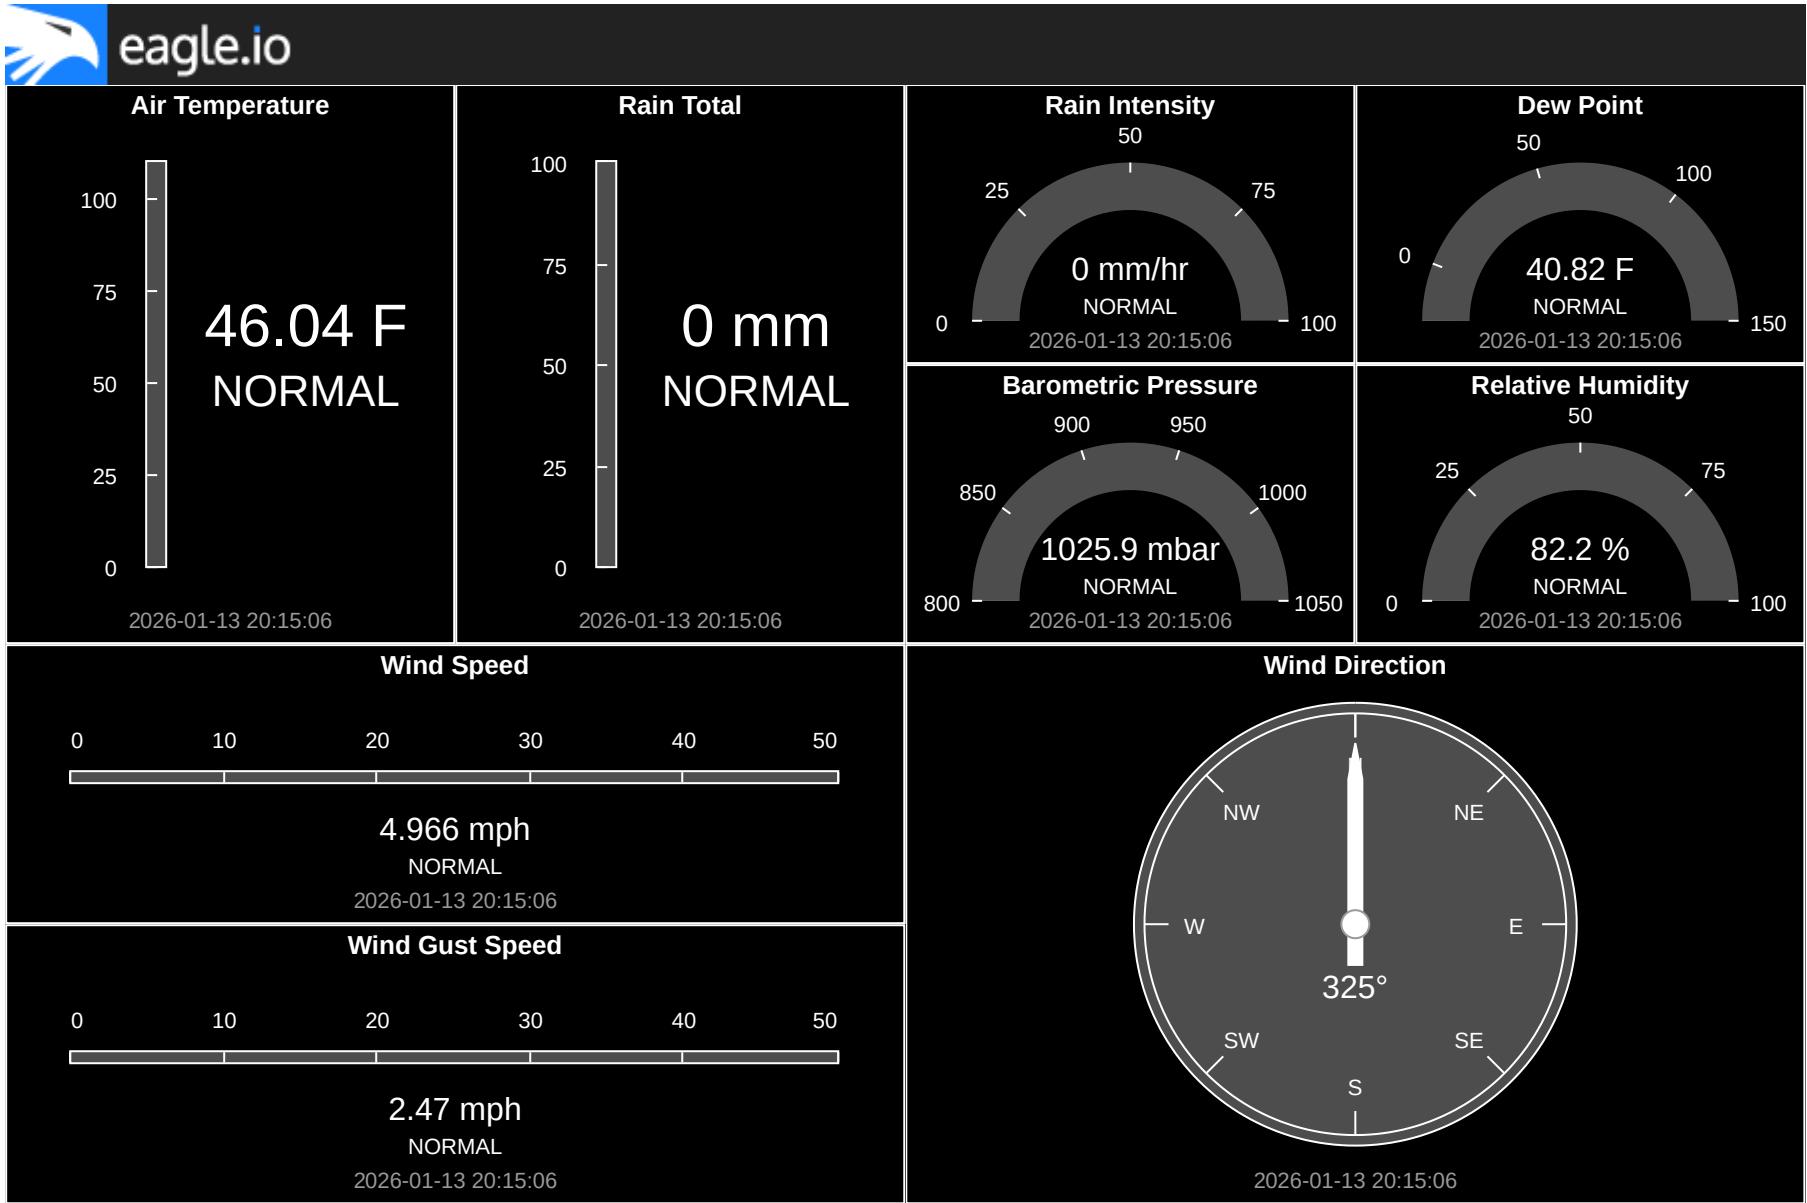 eagle.io
Air Temperature
100
75
50
25
0
46.04 F
NORMAL
2026-01-13 20:15:06
Rain Total
100
75
50
25
0
0 mm
NORMAL
2026-01-13 20:15:06
Rain Intensity
50
25
75
0
100
0 mm/hr
NORMAL
2026-01-13 20:15:06
Dew Point
50
100
0
150
40.82 F
NORMAL
2026-01-13 20:15:06
Barometric Pressure
900 950
850 1000
800 1050
1025.9 mbar
NORMAL
2026-01-13 20:15:06
Relative Humidity
50
25 75
0 100
82.2 %
NORMAL
2026-01-13 20:15:06
Wind Speed
0 10 20 30 40 50
4.966 mph
NORMAL
2026-01-13 20:15:06
Wind Gust Speed
0 10 20 30 40 50
2.47 mph
NORMAL
2026-01-13 20:15:06
Wind Direction
NW NE
W E
325°
SW SE
S
2026-01-13 20:15:06